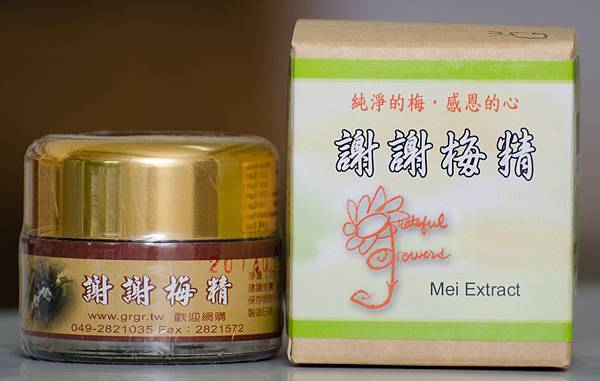 純淨的梅・感恩的心
謝謝梅精
Grateful
Growers
Mei Extract
謝謝梅精
www.grgr.tw 歡迎網購
049-2821035 Fax：2821572